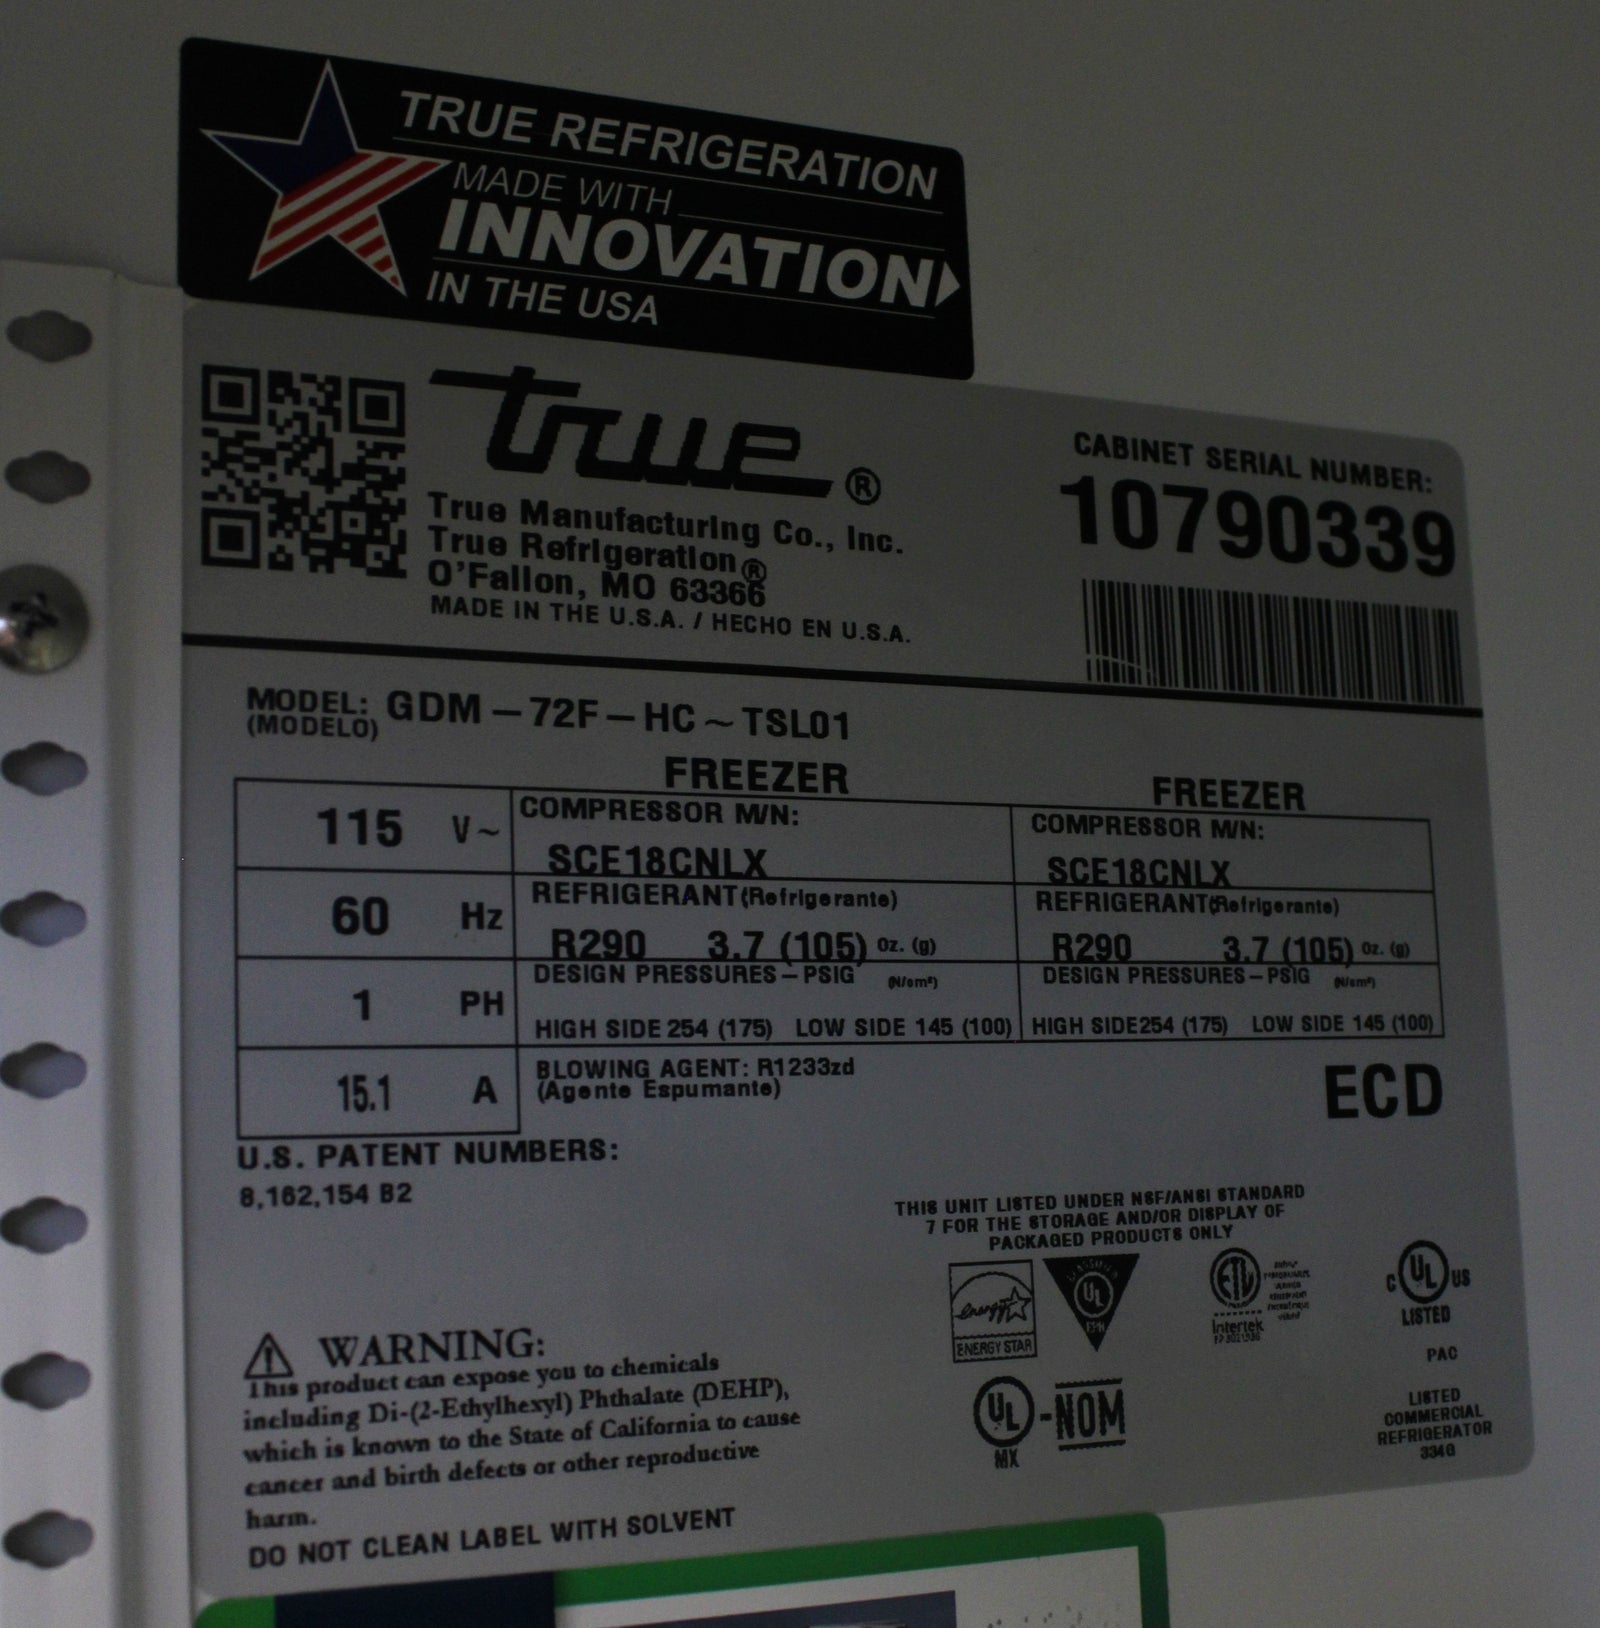 TRUE REFRIGERATION
MADE WITH
INNOVATION
IN THE USA
true®
True Manufacturing Co., Inc.
True Refrigeration®
O'Fallon, MO 63366
MADE IN THE U.S.A. / HECHO EN U.S.A.
CABINET SERIAL NUMBER:
10790339
MODEL: GDM-72F-HC~TSL01
(MODELO)
FREEZER
FREEZER
115 V~
60 Hz
1 PH
15.1 A
COMPRESSOR M/N:
SCE18CNLX
REFRIGERANT(Refrigerante)
R290 3.7 (105) Oz. (g)
DESIGN PRESSURES-PSIG (N/cm²)
HIGH SIDE 254 (175) LOW SIDE 145 (100)
COMPRESSOR M/N:
SCE18CNLX
REFRIGERANT(Refrigerante)
R290 3.7 (105) Oz. (g)
DESIGN PRESSURES-PSIG (N/cm²)
HIGH SIDE254 (175) LOW SIDE 145 (100)
BLOWING AGENT: R1233zd
(Agente Espumante)
ECD
U.S. PATENT NUMBERS:
8,162,154 B2
THIS UNIT LISTED UNDER NSF/ANSI STANDARD
7 FOR THE STORAGE AND/OR DISPLAY OF
PACKAGED PRODUCTS ONLY
energy
ENERGY STAR
CLASSIFIED
UL
EPH
ETL
Intertek
C UL US
LISTED
PAC
UL-NOM
MX
LISTED
COMMERCIAL
REFRIGERATOR
334G
WARNING:
This product can expose you to chemicals
including Di-(2-Ethylhexyl) Phthalate (DEHP),
which is known to the State of California to cause
cancer and birth defects or other reproductive
harm.
DO NOT CLEAN LABEL WITH SOLVENT